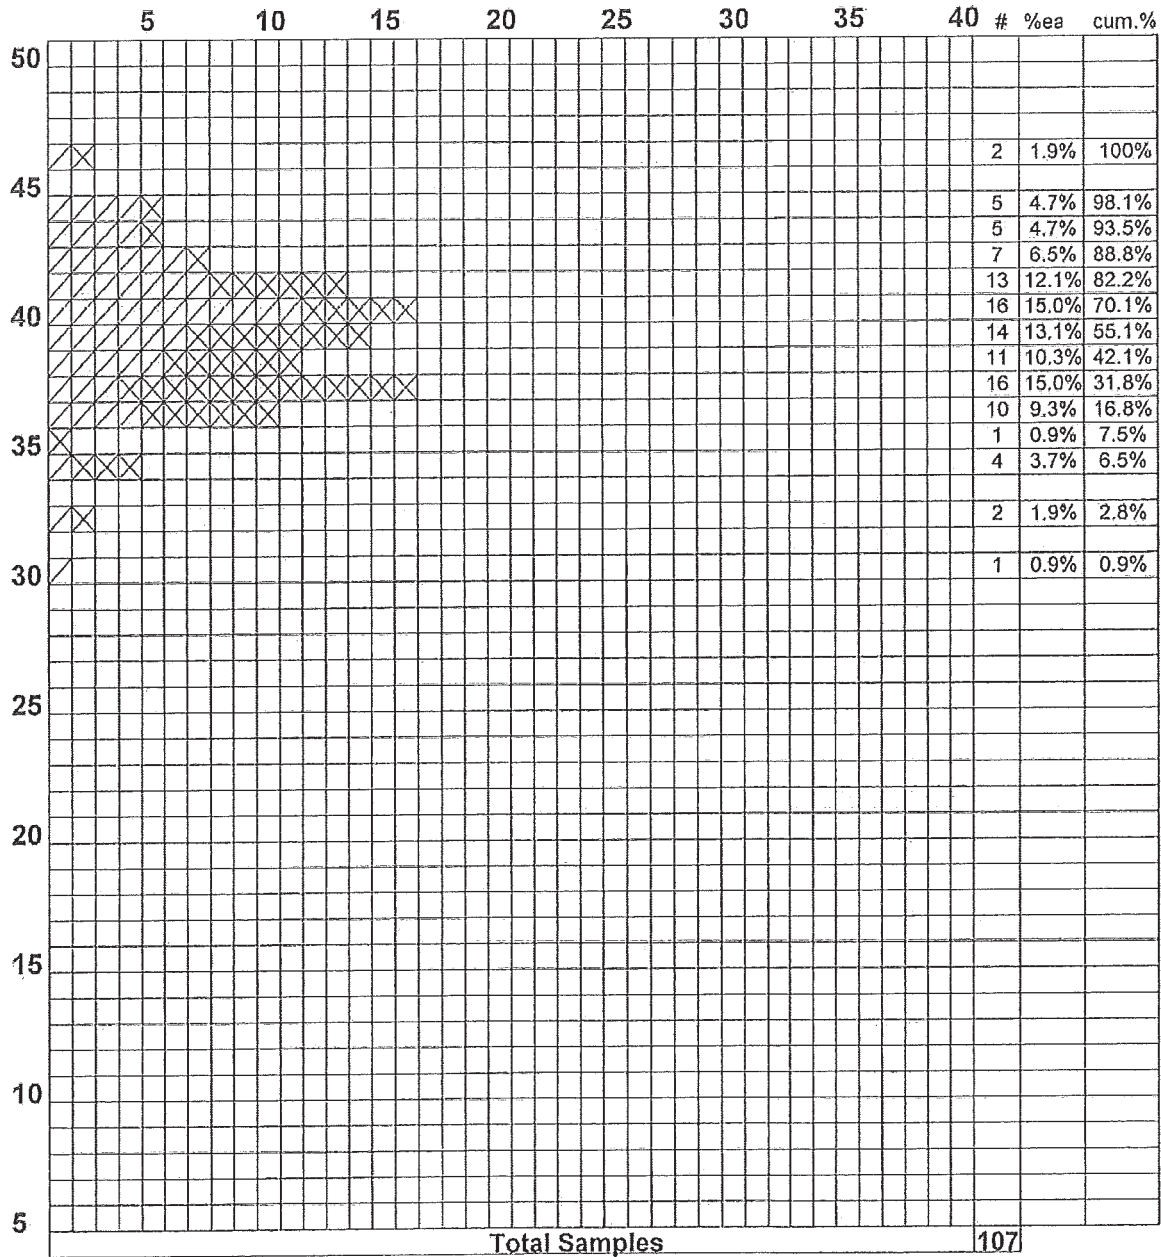 5 10 15 20 25 30 35 40 # %ea cum.%
50
2 1.9% 100%
45
5 4.7% 98.1%
5 4.7% 93.5%
7 6.5% 88.8%
13 12.1% 82.2%
40 16 15.0% 70.1%
14 13.1% 55.1%
11 10.3% 42.1%
16 15.0% 31.8%
10 9.3% 16.8%
35 1 0.9% 7.5%
4 3.7% 6.5%
2 1.9% 2.8%
30 1 0.9% 0.9%
25
20
15
10
5
Total Samples 107